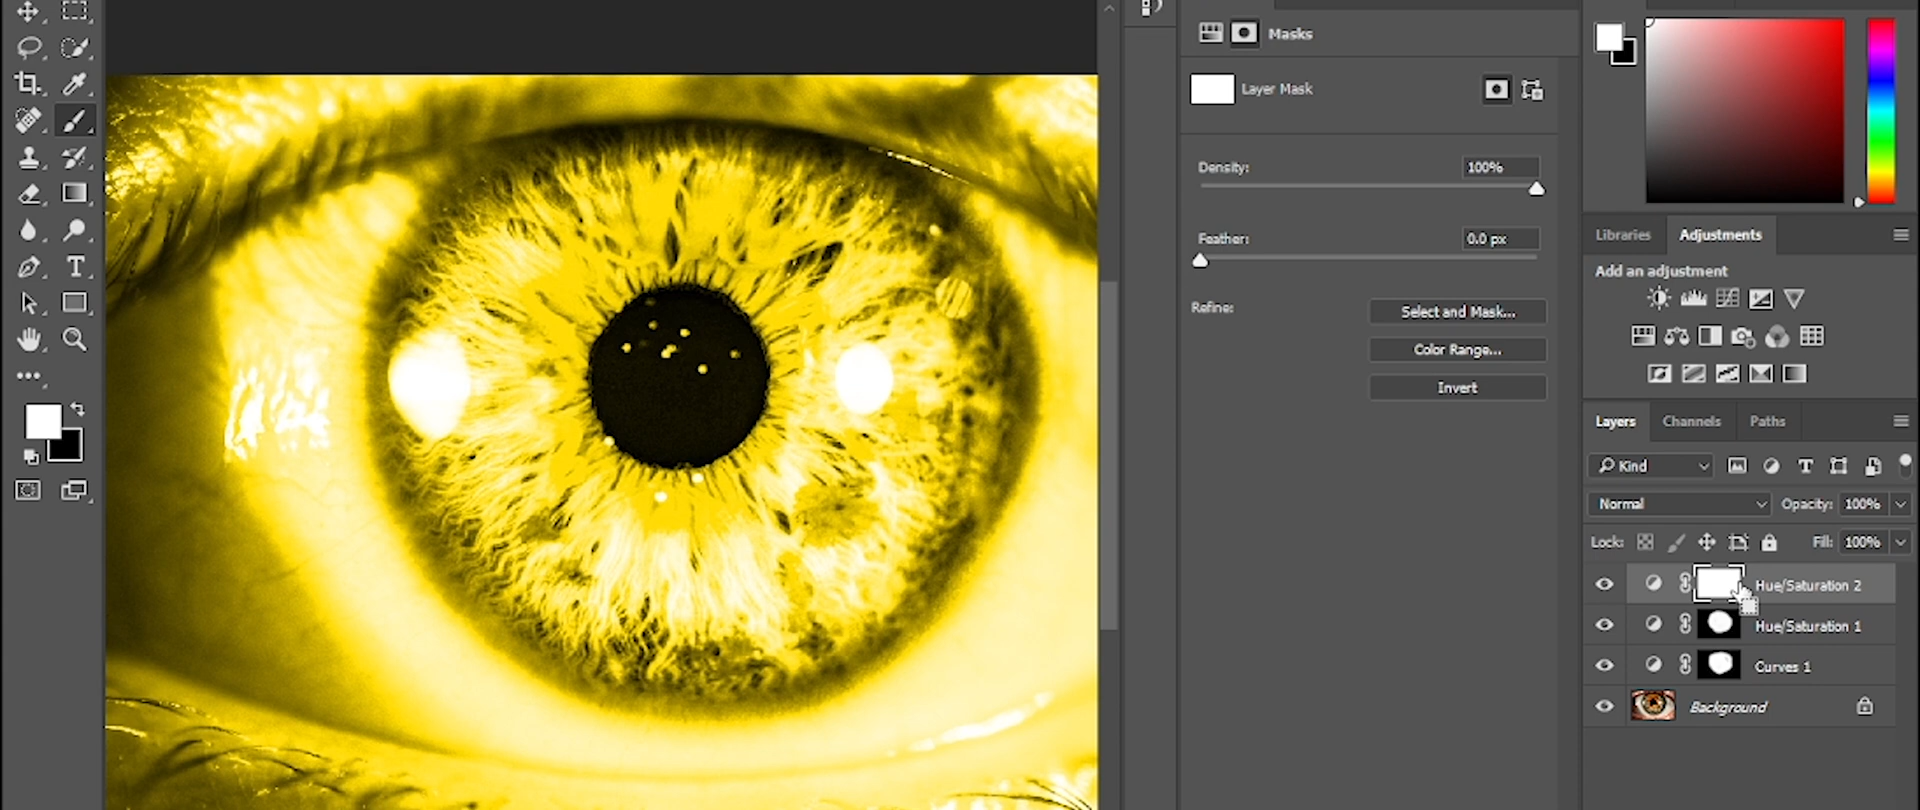 Masks
Layer Mask
Density: 100%
Feather: 0.0 px
Refine:
Select and Mask...
Color Range...
Invert
Libraries Adjustments
Add an adjustment
Layers Channels Paths
Kind
Normal Opacity: 100%
Lock: Fill: 100%
Hue/Saturation 2
Hue/Saturation 1
Curves 1
Background